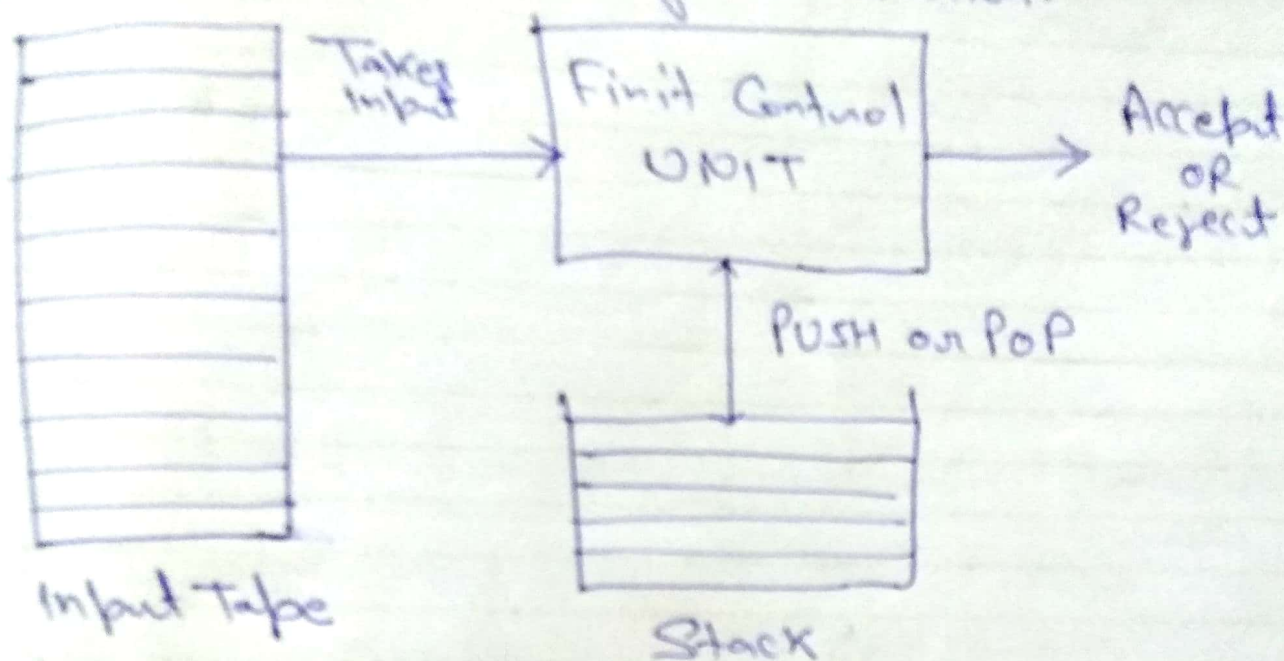 Takes
Input
Finit Control
UNIT
Accept
OR
Reject
PUSH or POP
Input Tape
Stack